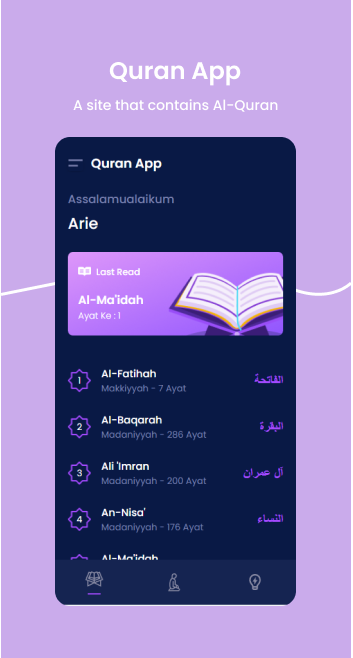 Quran App
A site that contains Al-Quran
Quran App
Assalamualaikum
Arie
Last Read
Al-Ma'idah
Ayat Ke : 1
1
Al-Fatihah
Makkiyyah - 7 Ayat
الفاتحة
2
Al-Baqarah
Madaniyyah - 286 Ayat
البقرة
3
Ali 'Imran
Madaniyyah - 200 Ayat
آل عمران
4
An-Nisa'
Madaniyyah - 176 Ayat
النساء
Al-Ma'idah